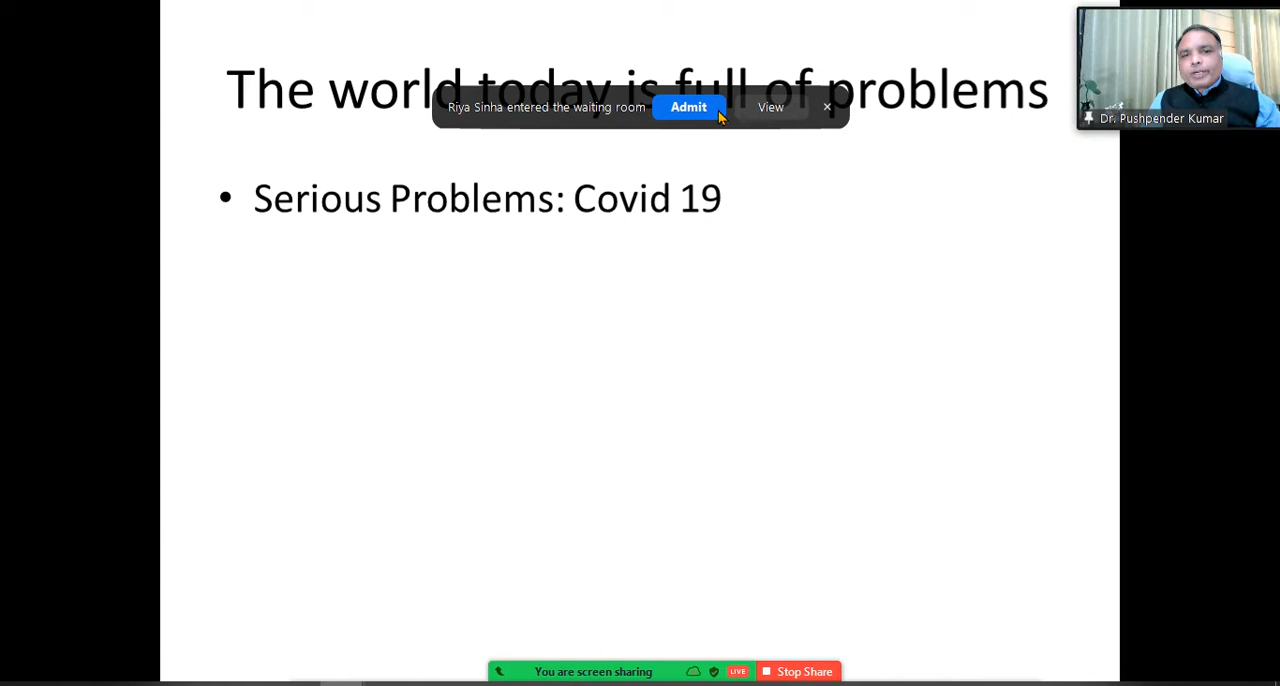 The world today is full of problems
Riya Sinha entered the waiting room Admit View ×
Dr. Pushpender Kumar
• Serious Problems: Covid 19
You are screen sharing LIVE Stop Share